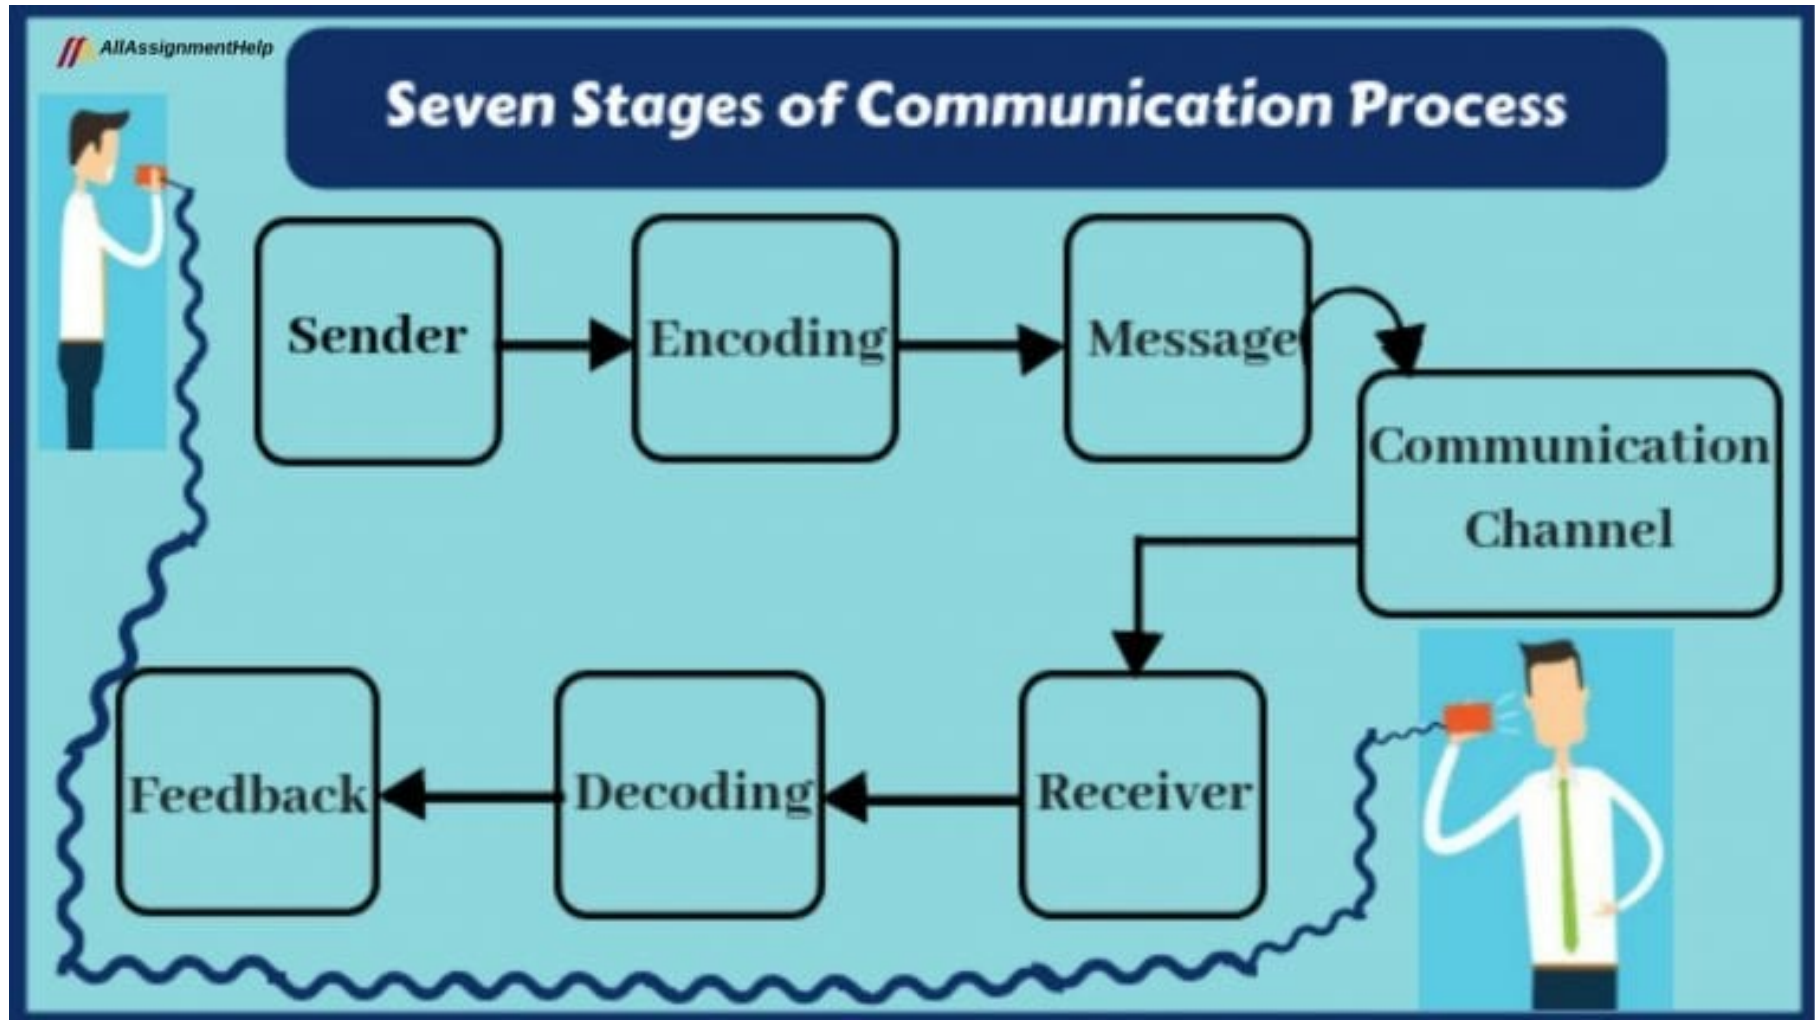 AllAssignmentHelp
Seven Stages of Communication Process
Sender
Encoding
Message
Communication
Channel
Receiver
Decoding
Feedback